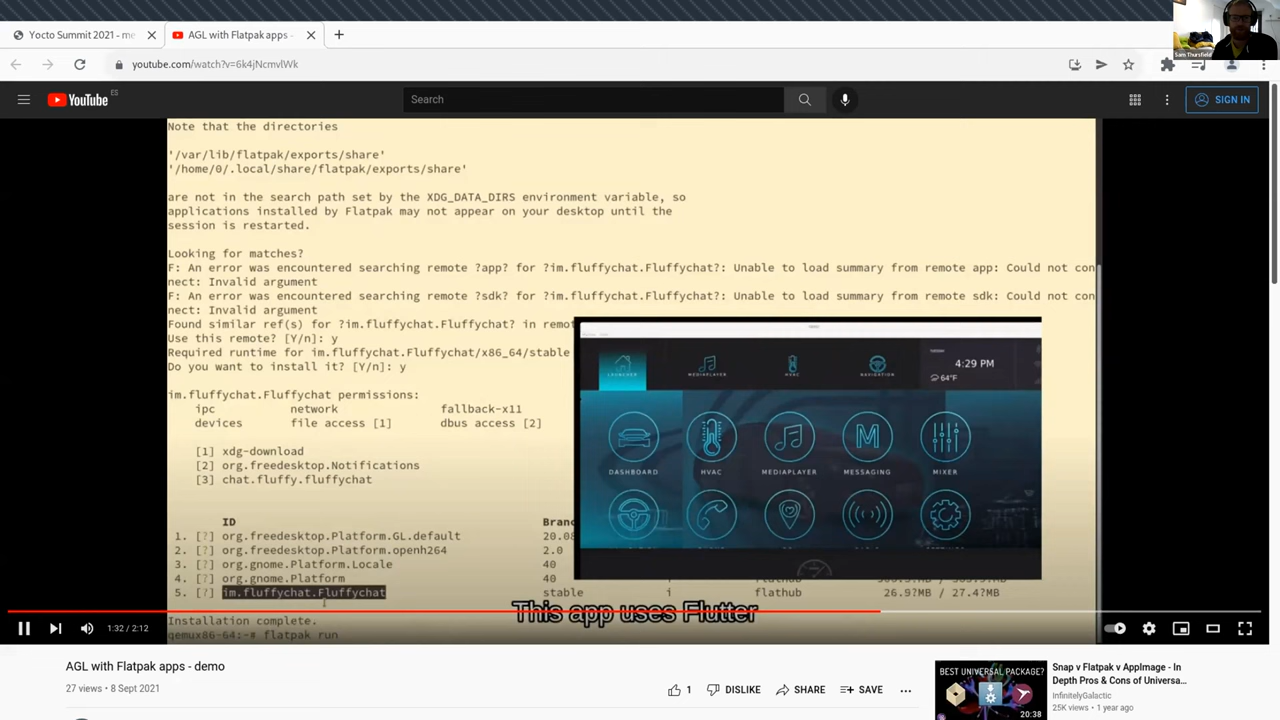 Yocto Summit 2021 - me
AGL with Flatpak apps -
youtube.com/watch?v=6k4jNcmvlWk
Sam Thursfield
YouTube ES
Search
SIGN IN
Note that the directories
'/var/lib/flatpak/exports/share'
'/home/0/.local/share/flatpak/exports/share'
are not in the search path set by the XDG_DATA_DIRS environment variable, so
applications installed by Flatpak may not appear on your desktop until the
session is restarted.
Looking for matches?
F: An error was encountered searching remote ?app? for ?im.fluffychat.Fluffychat?: Unable to load summary from remote app: Could not con
nect: Invalid argument
F: An error was encountered searching remote ?sdk? for ?im.fluffychat.Fluffychat?: Unable to load summary from remote sdk: Could not con
nect: Invalid argument
Found similar ref(s) for ?im.fluffychat.Fluffychat? in remot
Use this remote? [Y/n]: y
Required runtime for im.fluffychat.Fluffychat/x86_64/stable
Do you want to install it? [Y/n]: y
im.fluffychat.Fluffychat permissions:
ipc network fallback-x11
devices file access [1] dbus access [2]
[1] xdg-download
[2] org.freedesktop.Notifications
[3] chat.fluffy.fluffychat
ID Branc
1. [?] org.freedesktop.Platform.GL.default 20.08
2. [?] org.freedesktop.Platform.openh264 2.0
3. [?] org.gnome.Platform.Locale 40
4. [?] org.gnome.Platform 40
5. [?] im.fluffychat.Fluffychat stable i flathub 26.9?MB / 27.4?MB
Installation complete.
qemux86-64:~# flatpak run
LAUNCHER
MEDIAPLAYER
HVAC
NAVIGATION
4:29 PM
64°F
DASHBOARD
HVAC
MEDIAPLAYER
MESSAGING
MIXER
This app uses Flutter
1:32 / 2:12
AGL with Flatpak apps - demo
27 views • 8 Sept 2021
1
DISLIKE
SHARE
SAVE
BEST UNIVERSAL PACKAGE?
20:38
Snap v Flatpak v AppImage - In
Depth Pros & Cons of Universa...
InfinitelyGalactic
25K views • 1 year ago